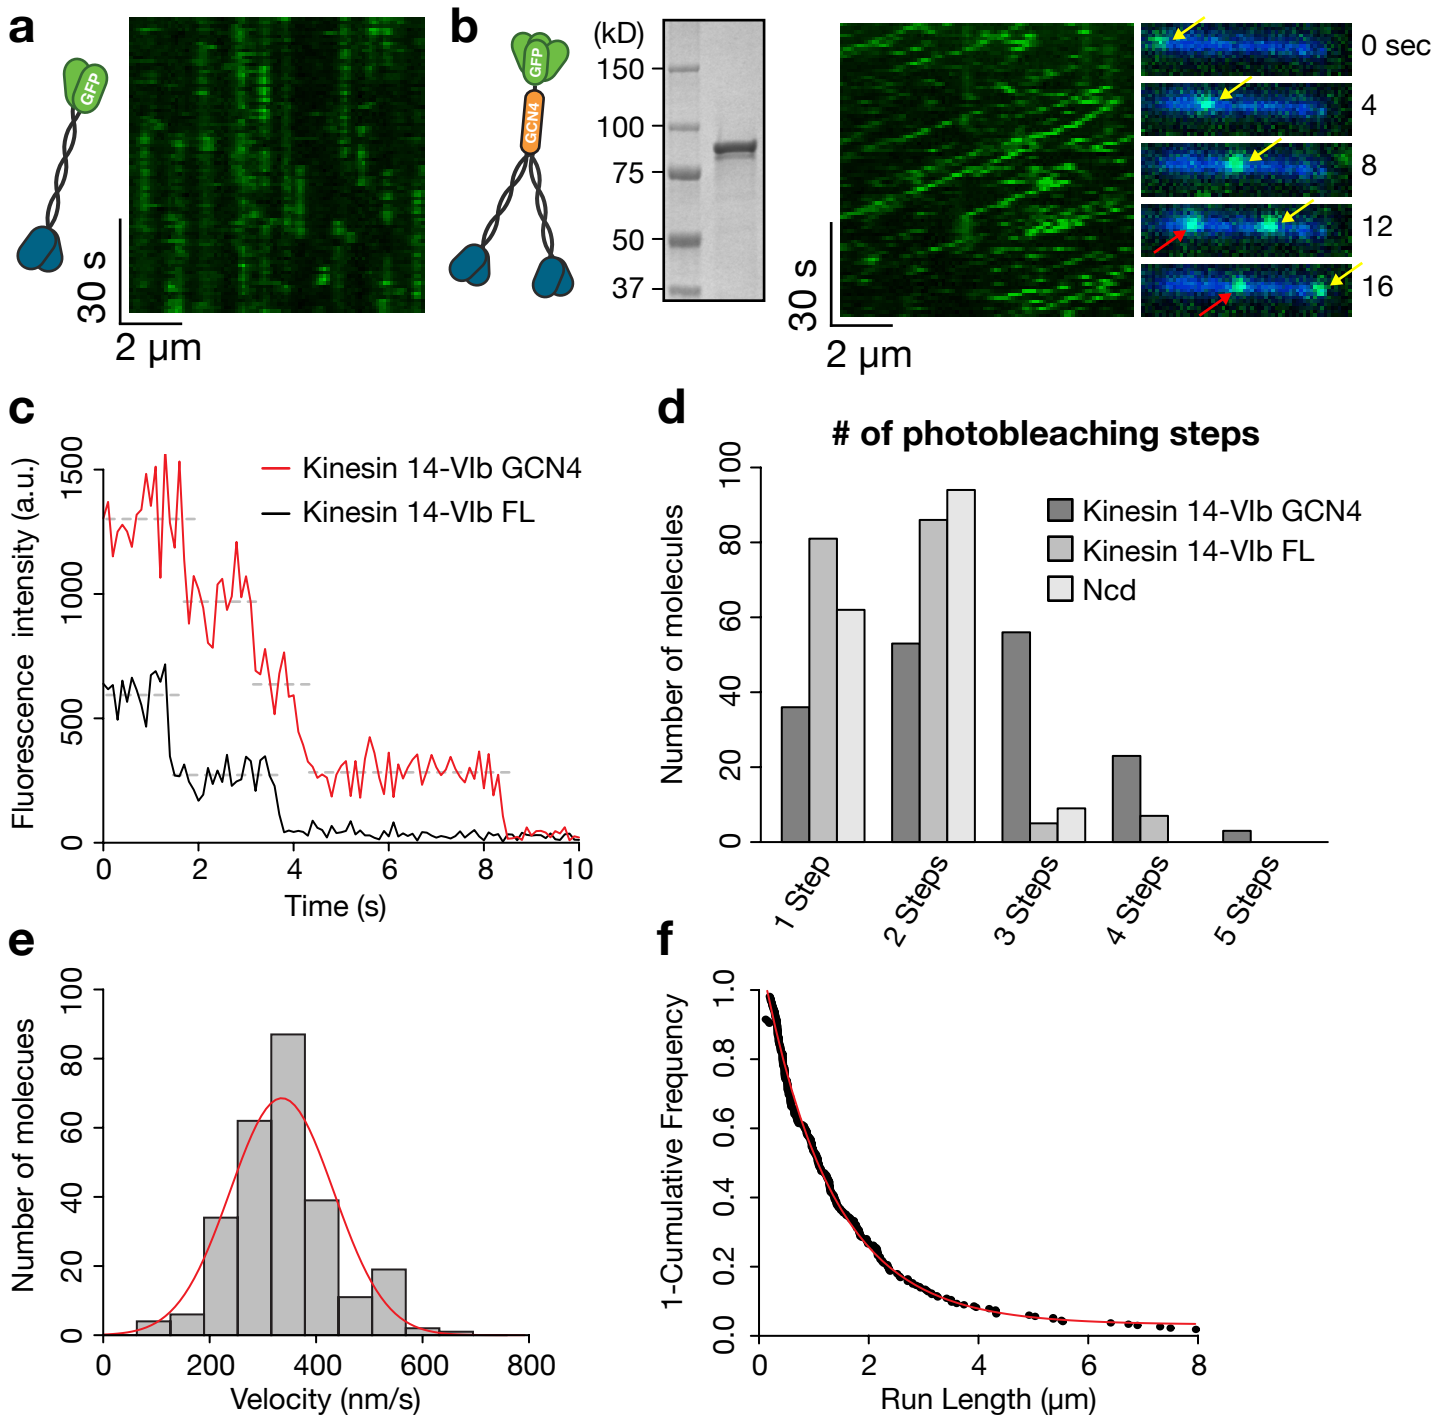 a
GFP
30 s
2 µm
b
GFP
GCN4
(kD)
150
100
75
50
37
30 s
2 µm
0 sec
4
8
12
16
c
Fluorescence intensity (a.u.)
1500
1000
500
0
Kinesin 14-VIb GCN4
Kinesin 14-VIb FL
0 2 4 6 8 10
Time (s)
d
# of photobleaching steps
Number of molecules
100
80
60
40
20
0
Kinesin 14-VIb GCN4
Kinesin 14-VIb FL
Ncd
1 Step
2 Steps
3 Steps
4 Steps
5 Steps
e
Number of molecues
100
80
60
40
20
0
0 200 400 600 800
Velocity (nm/s)
f
1-Cumulative Frequency
1.0
0.8
0.6
0.4
0.2
0.0
0 2 4 6 8
Run Length (µm)